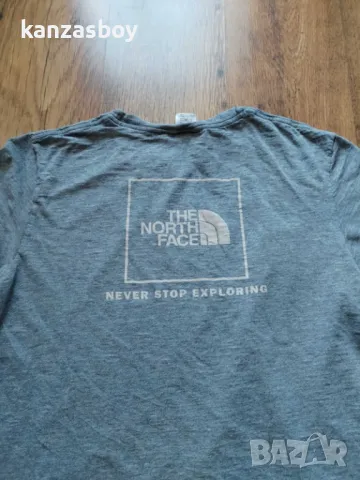 kanzasboy
THE
NORTH
FACE
NEVER STOP EXPLORING
BAZAR